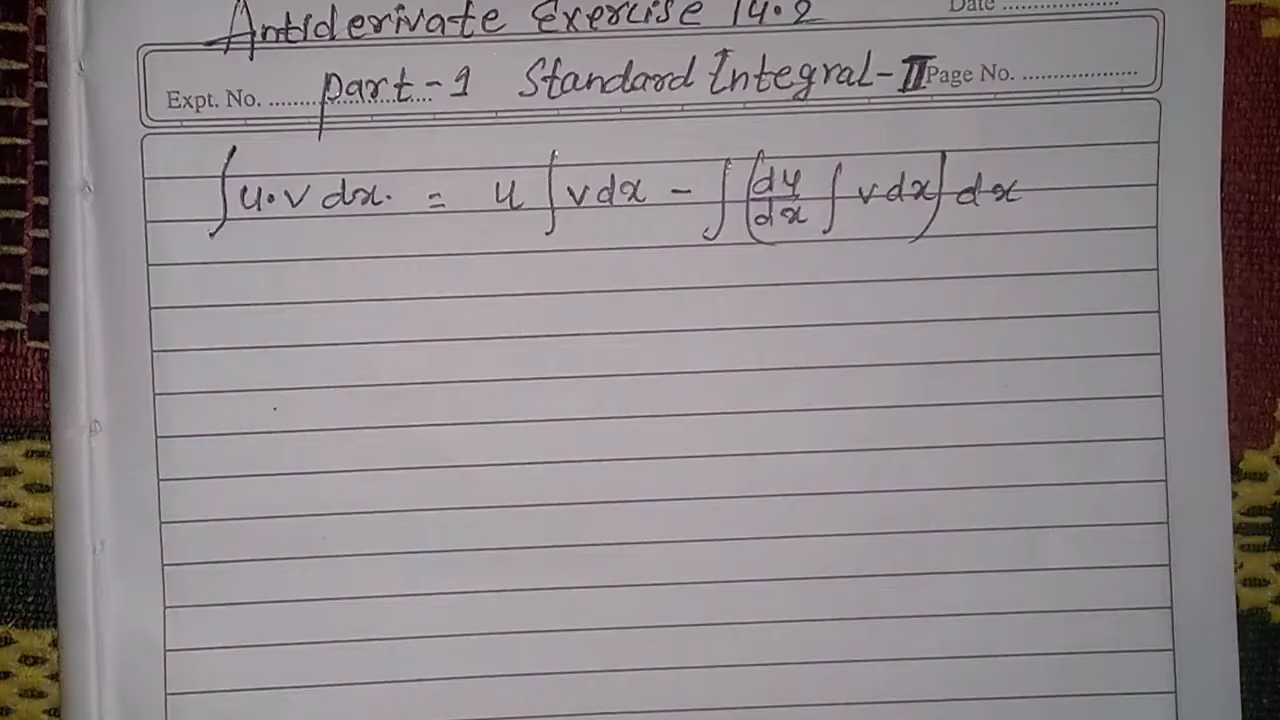 Antiderivate Exercise 14.2
Date ....................
Expt. No. ........................... Part-1 Standard Integral-II Page No. ....................
∫u.v dx. = u ∫v dx - ∫(du/dx ∫v dx) dx